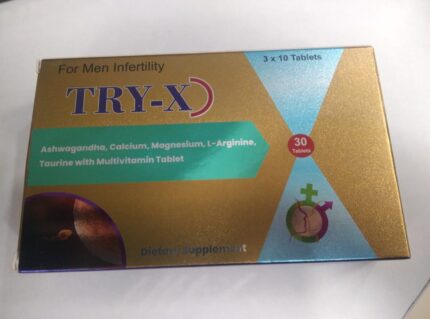 For Men Infertility
3 x 10 Tablets
TRY-X
Ashwagandha, Calcium, Magnesium, L-Arginine,
Taurine with Multivitamin Tablet
30
Tablets
Dietary Supplement